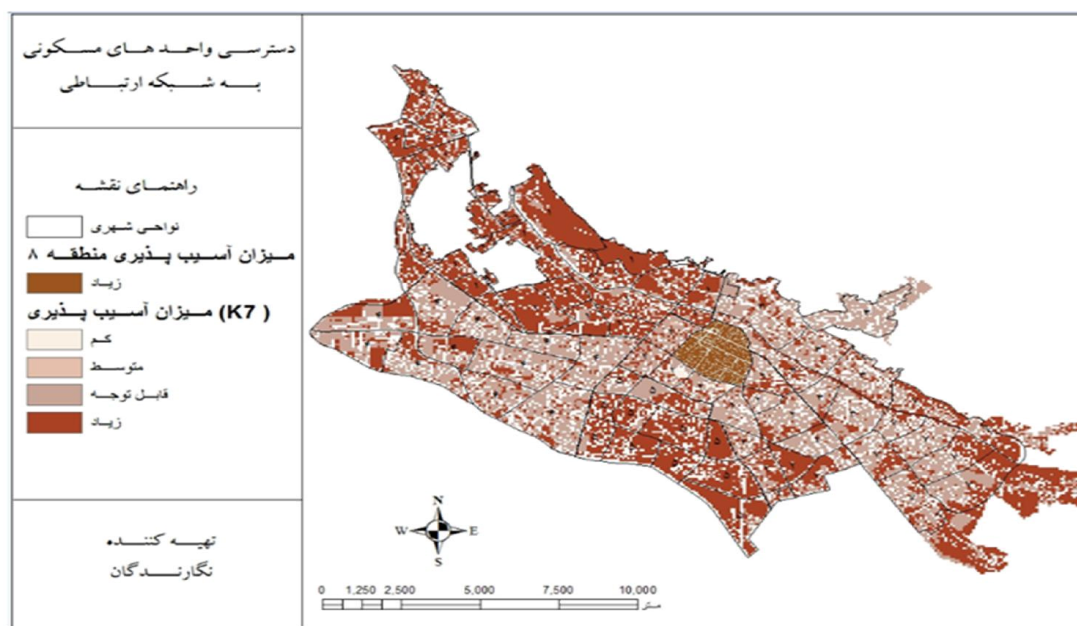 دسترسی واحد های مسکونی
به شبکه ارتباطی
راهنمای نقشه
نواحی شهری
میزان آسیب پذیری منطقه ۸
زیاد
میزان آسیب پذیری (K7 )
کم
متوسط
قابل توجه
زیاد
تهیه کننده
نگارندگان
N
W E
S
0 1,250 2,500 5,000 7,500 10,000
متر